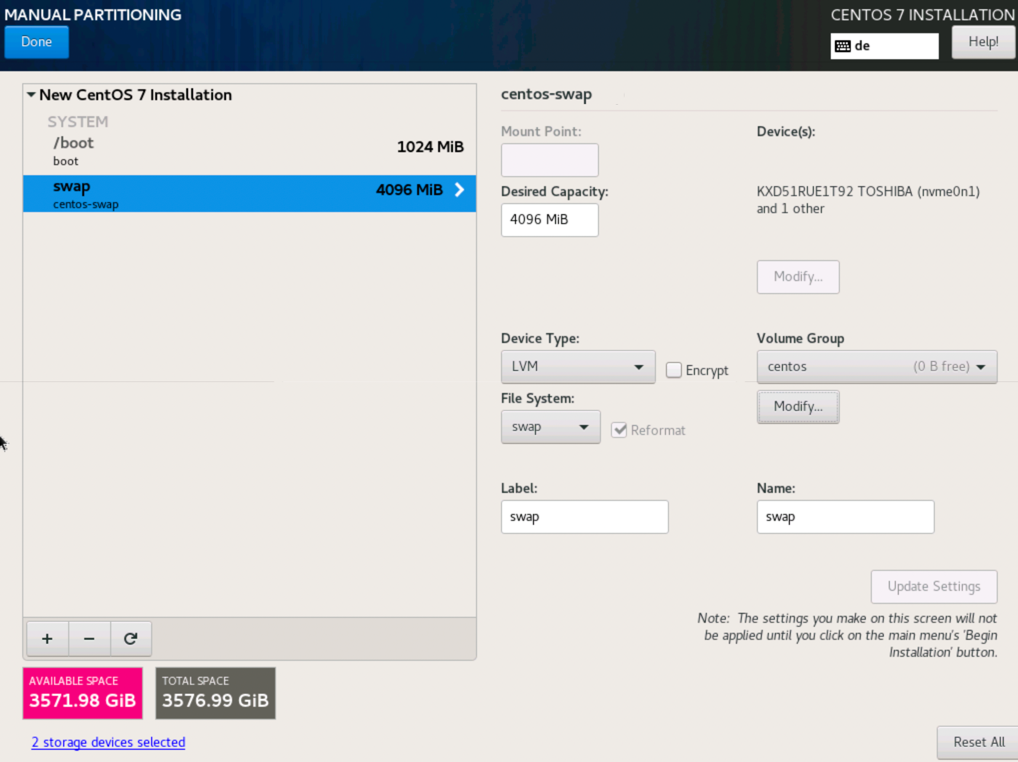 MANUAL PARTITIONING
CENTOS 7 INSTALLATION
Done
de
Help!
New CentOS 7 Installation
SYSTEM
/boot
1024 MiB
boot
swap
4096 MiB
centos-swap
centos-swap
Mount Point:
Device(s):
Desired Capacity:
KXD51RUE1T92 TOSHIBA (nvme0n1)
and 1 other
4096 MiB
Modify...
Device Type:
Volume Group
LVM
Encrypt
centos (0 B free)
File System:
Modify...
swap
Reformat
Label:
Name:
swap
swap
Update Settings
Note: The settings you make on this screen will not
be applied until you click on the main menu's 'Begin
Installation' button.
+ −
AVAILABLE SPACE
3571.98 GiB
TOTAL SPACE
3576.99 GiB
2 storage devices selected
Reset All